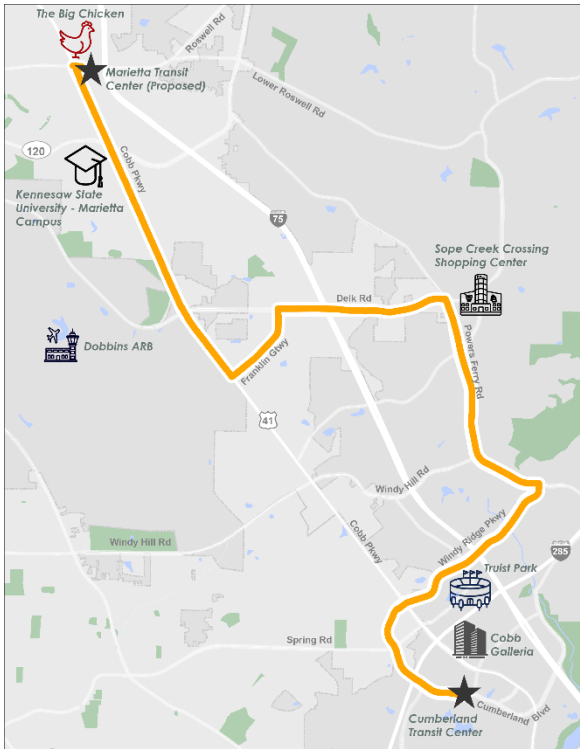 The Big Chicken
Marietta Transit
Center (Proposed)
Roswell Rd
Lower Roswell Rd
120
Cobb Pkwy
Kennesaw State
University - Marietta
Campus
75
Sope Creek Crossing
Shopping Center
Delk Rd
Dobbins ARB
Franklin Gtwy
Powers Ferry Rd
41
Windy Hill Rd
Windy Hill Rd
Cobb Pkwy
Windy Ridge Pkwy
285
Truist Park
Spring Rd
Cobb
Galleria
Cumberland Blvd
Cumberland
Transit Center